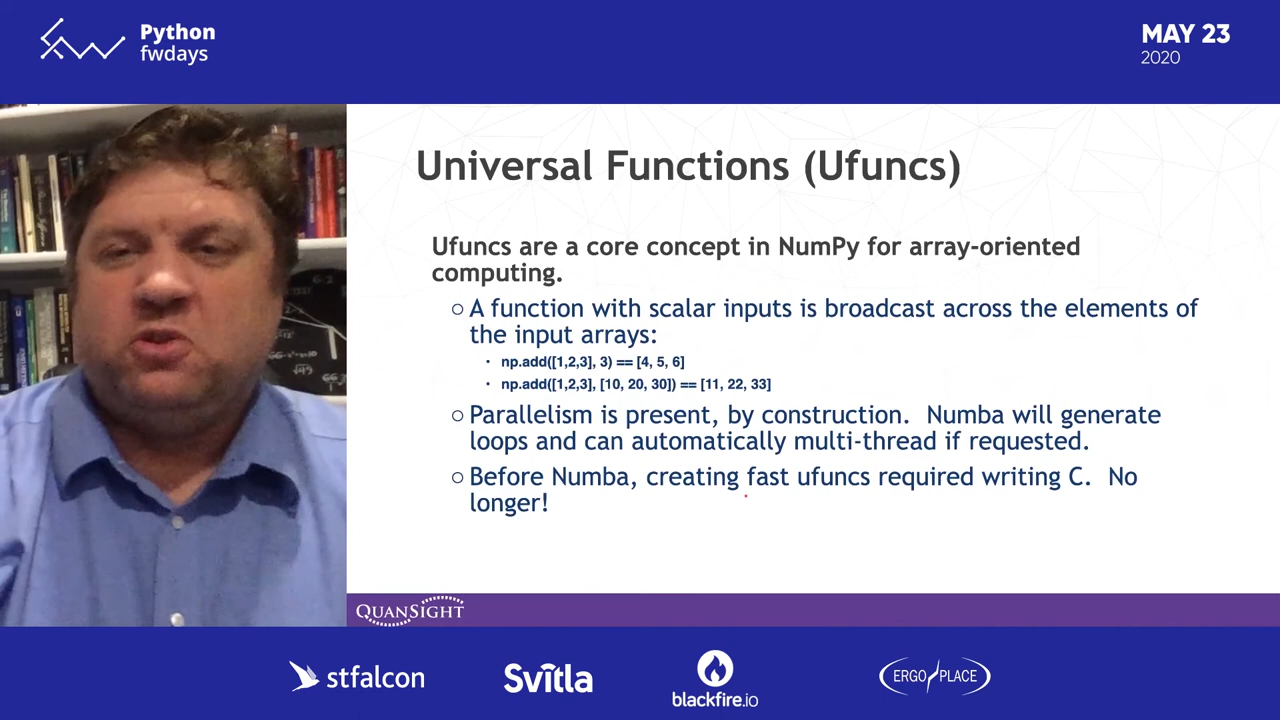 Python
fwdays
MAY 23
2020
Universal Functions (Ufuncs)
Ufuncs are a core concept in NumPy for array-oriented
computing.
○ A function with scalar inputs is broadcast across the elements of
the input arrays:
• np.add([1,2,3], 3) == [4, 5, 6]
• np.add([1,2,3], [10, 20, 30]) == [11, 22, 33]
○ Parallelism is present, by construction. Numba will generate
loops and can automatically multi-thread if requested.
○ Before Numba, creating fast ufuncs required writing C. No
longer!
QUANSIGHT
stfalcon
Svitla
blackfire.io
ERGO PLACE